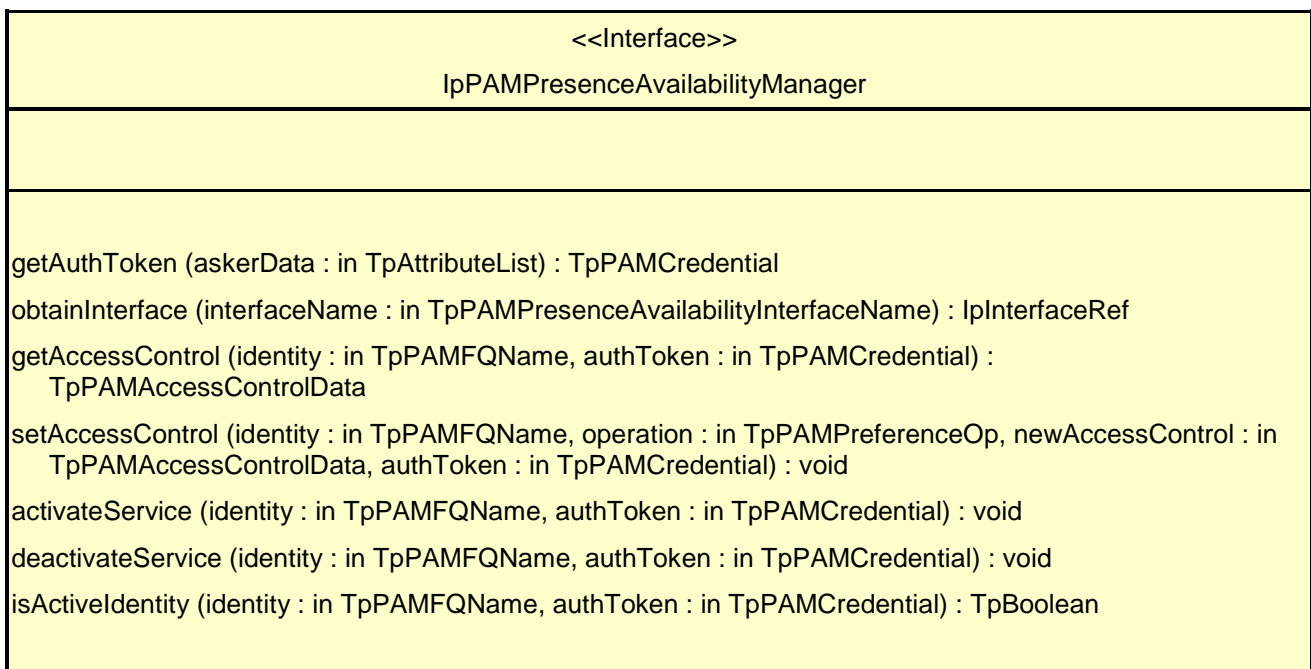 <<Interface>>
IpPAMPresenceAvailabilityManager
getAuthToken (askerData : in TpAttributeList) : TpPAMCredential
obtainInterface (interfaceName : in TpPAMPresenceAvailabilityInterfaceName) : IpInterfaceRef
getAccessControl (identity : in TpPAMFQName, authToken : in TpPAMCredential) :
TpPAMAccessControlData
setAccessControl (identity : in TpPAMFQName, operation : in TpPAMPreferenceOp, newAccessControl : in
TpPAMAccessControlData, authToken : in TpPAMCredential) : void
activateService (identity : in TpPAMFQName, authToken : in TpPAMCredential) : void
deactivateService (identity : in TpPAMFQName, authToken : in TpPAMCredential) : void
isActiveIdentity (identity : in TpPAMFQName, authToken : in TpPAMCredential) : TpBoolean